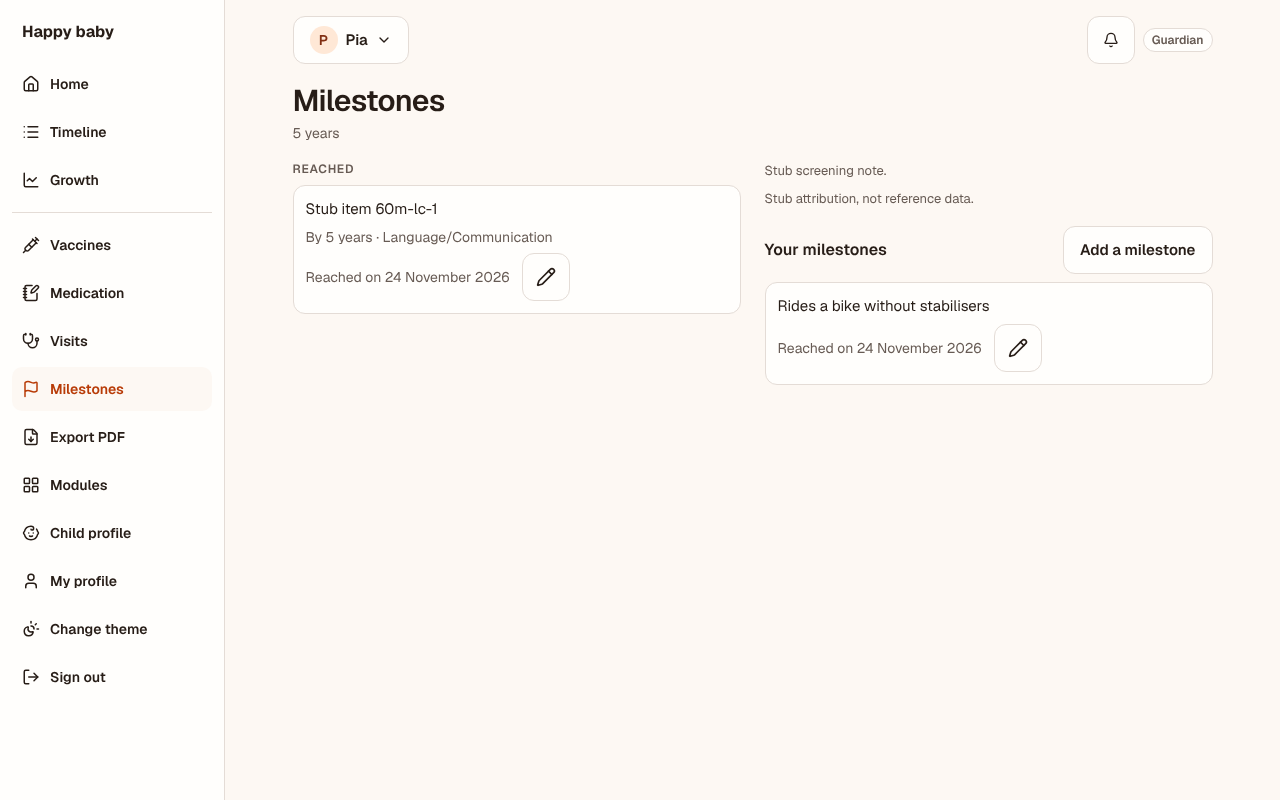 Happy baby
Home
Timeline
Growth
Vaccines
Medication
Visits
Milestones
Export PDF
Modules
Child profile
My profile
Change theme
Sign out
P Pia
Guardian
Milestones
5 years
REACHED
Stub item 60m-lc-1
By 5 years · Language/Communication
Reached on 24 November 2026
Stub screening note.
Stub attribution, not reference data.
Your milestones
Add a milestone
Rides a bike without stabilisers
Reached on 24 November 2026